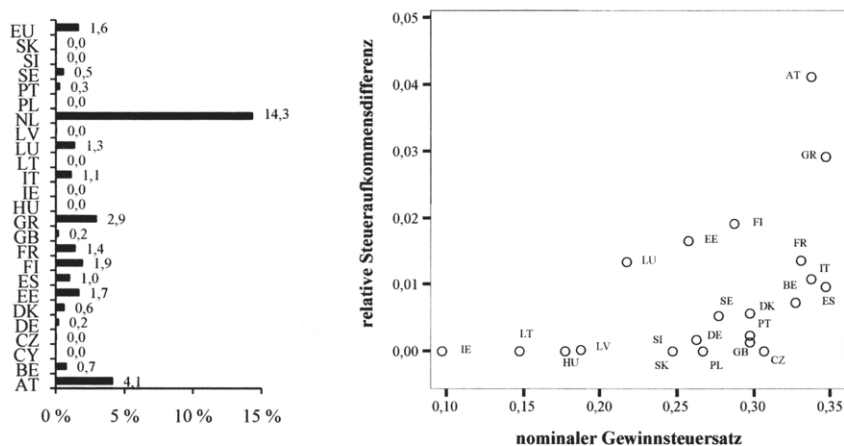 EU 1,6
SK 0,0
SI 0,0
SE 0,5
PT 0,3
PL 0,0
NL 14,3
LV 0,0
LU 1,3
LT 0,0
IT 1,1
IE 0,0
HU 0,0
GR 2,9
GB 0,2
FR 1,4
FI 1,9
ES 1,0
EE 1,7
DK 0,6
DE 0,2
CZ 0,0
CY 0,0
BE 0,7
AT 4,1
0 % 5 % 10 % 15 %
relative Steueraufkommensdifferenz
0,05
0,04
0,03
0,02
0,01
0,00
AT
GR
FI
EE
LU
FR
IT
BE
ES
SE
DK
PT
IE
LT
HU
LV
SI
SK
DE
PL
GB
CZ
0,10 0,15 0,20 0,25 0,30 0,35
nominaler Gewinnsteuersatz